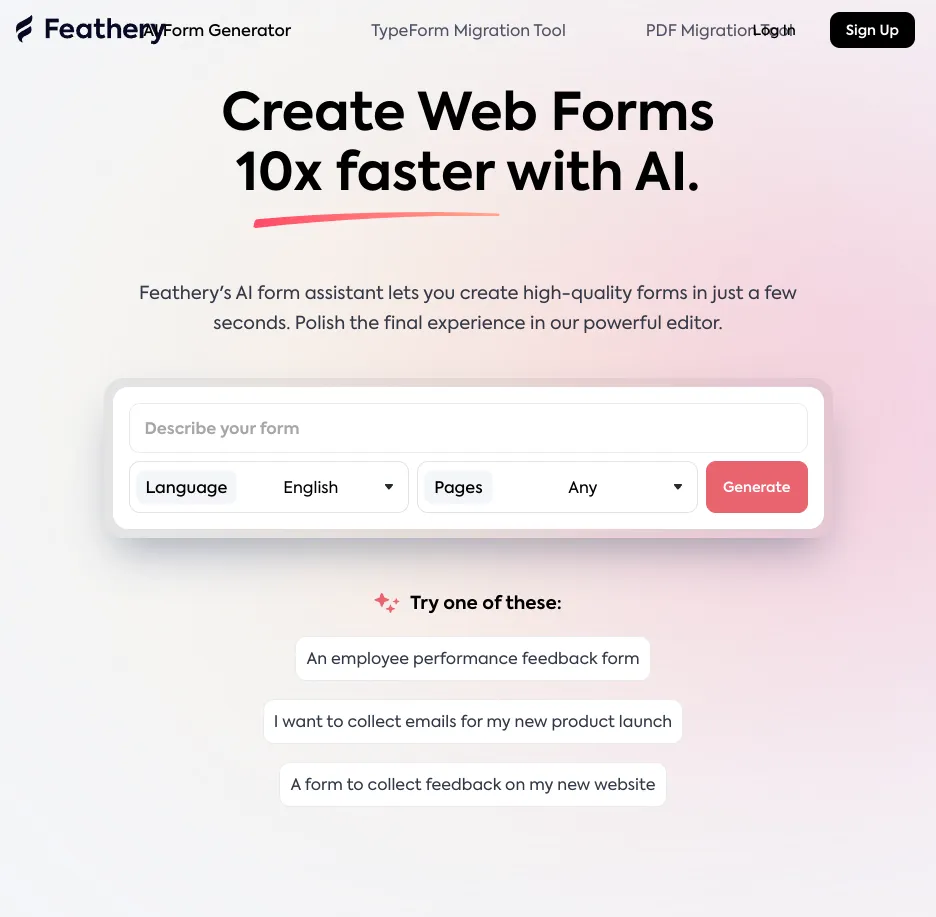 Feathery
AI Form Generator
TypeForm Migration Tool
PDF Migration Tool
Log In
Sign Up
Create Web Forms
10x faster with AI.
Feathery's AI form assistant lets you create high-quality forms in just a few
seconds. Polish the final experience in our powerful editor.
Describe your form
Language English Pages Any Generate
Try one of these:
An employee performance feedback form
I want to collect emails for my new product launch
A form to collect feedback on my new website